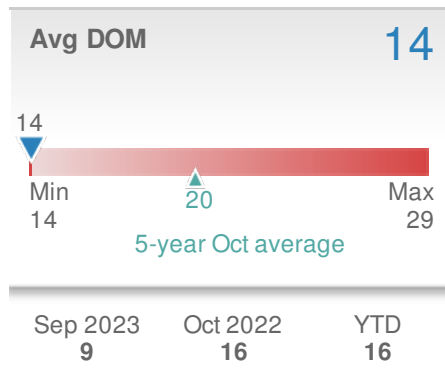 Avg DOM 14
14
Min Max
14 20 29
5-year Oct average
Sep 2023 Oct 2022 YTD
9 16 16